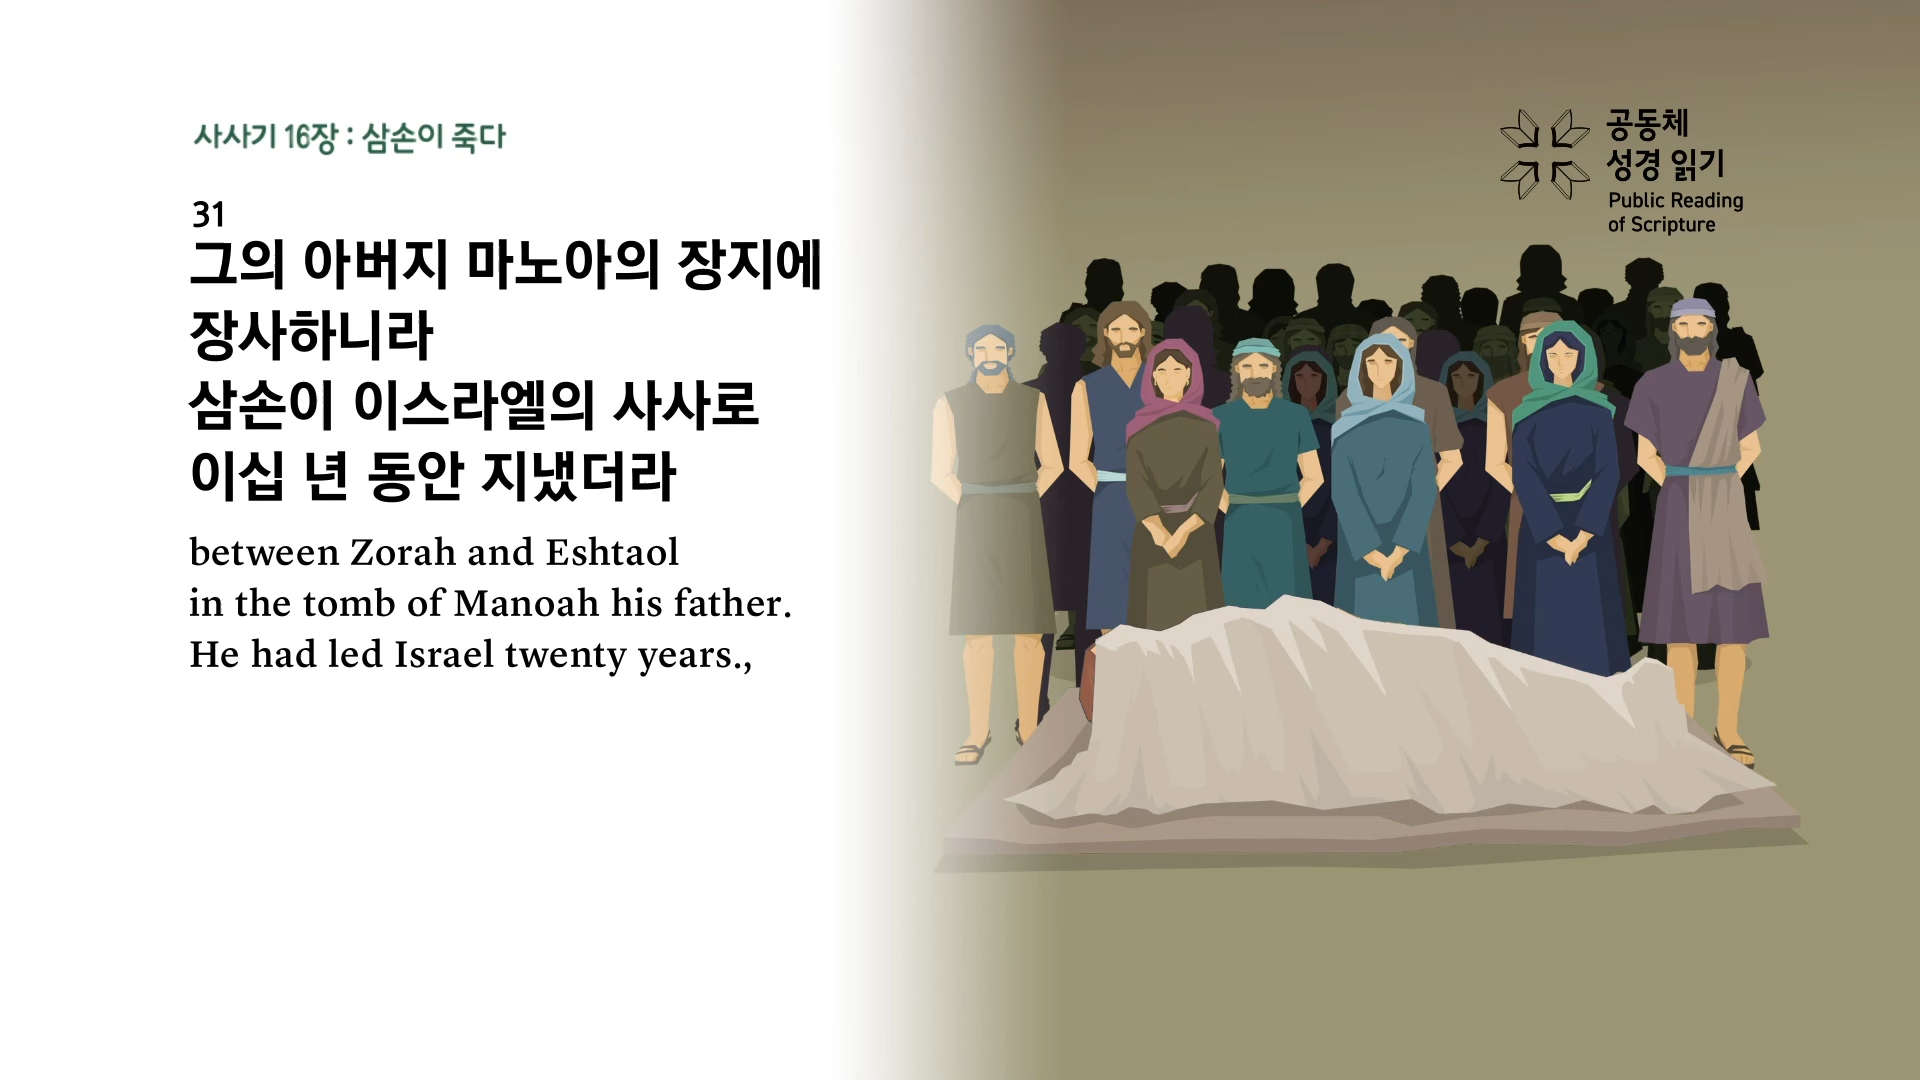 사사기 16장 : 삼손이 죽다
31
그의 아버지 마노아의 장지에
장사하니라
삼손이 이스라엘의 사사로
이십 년 동안 지냈더라
between Zorah and Eshtaol
in the tomb of Manoah his father.
He had led Israel twenty years.,
공동체
성경 읽기
Public Reading
of Scripture